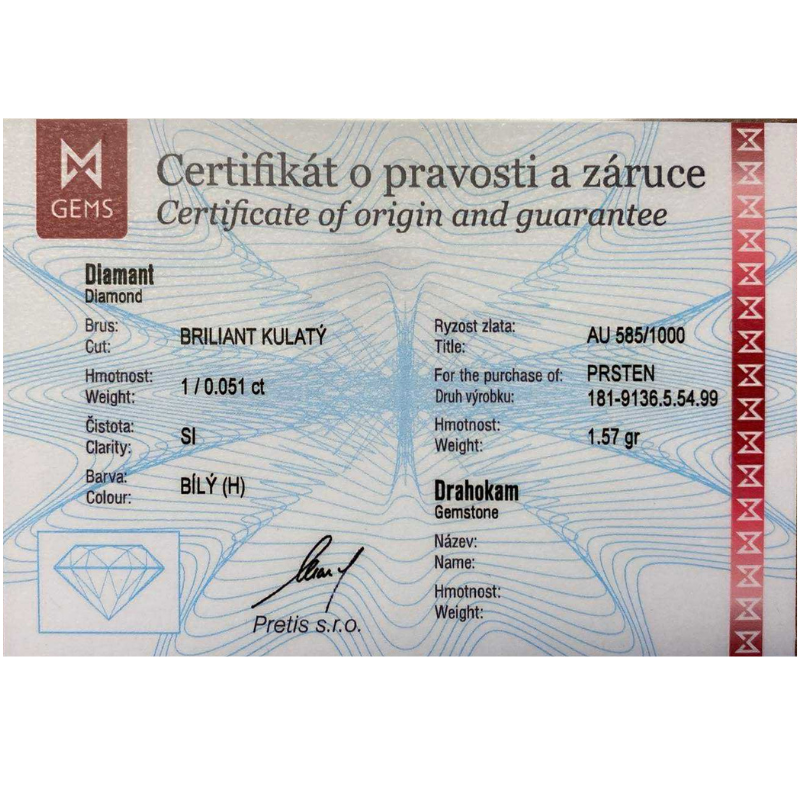 GEMS
Certifikát o pravosti a záruce
Certificate of origin and guarantee
Diamant
Diamond
Brus:
Cut: BRILIANT KULATÝ
Hmotnost:
Weight: 1 / 0.051 ct
Čistota:
Clarity: SI
Barva:
Colour: BÍLÝ (H)
Pretis s.r.o.
Ryzost zlata:
Title: AU 585/1000
For the purchase of: PRSTEN
Druh výrobku: 181-9136.5.54.99
Hmotnost:
Weight: 1.57 gr
Drahokam
Gemstone
Název:
Name:
Hmotnost:
Weight: